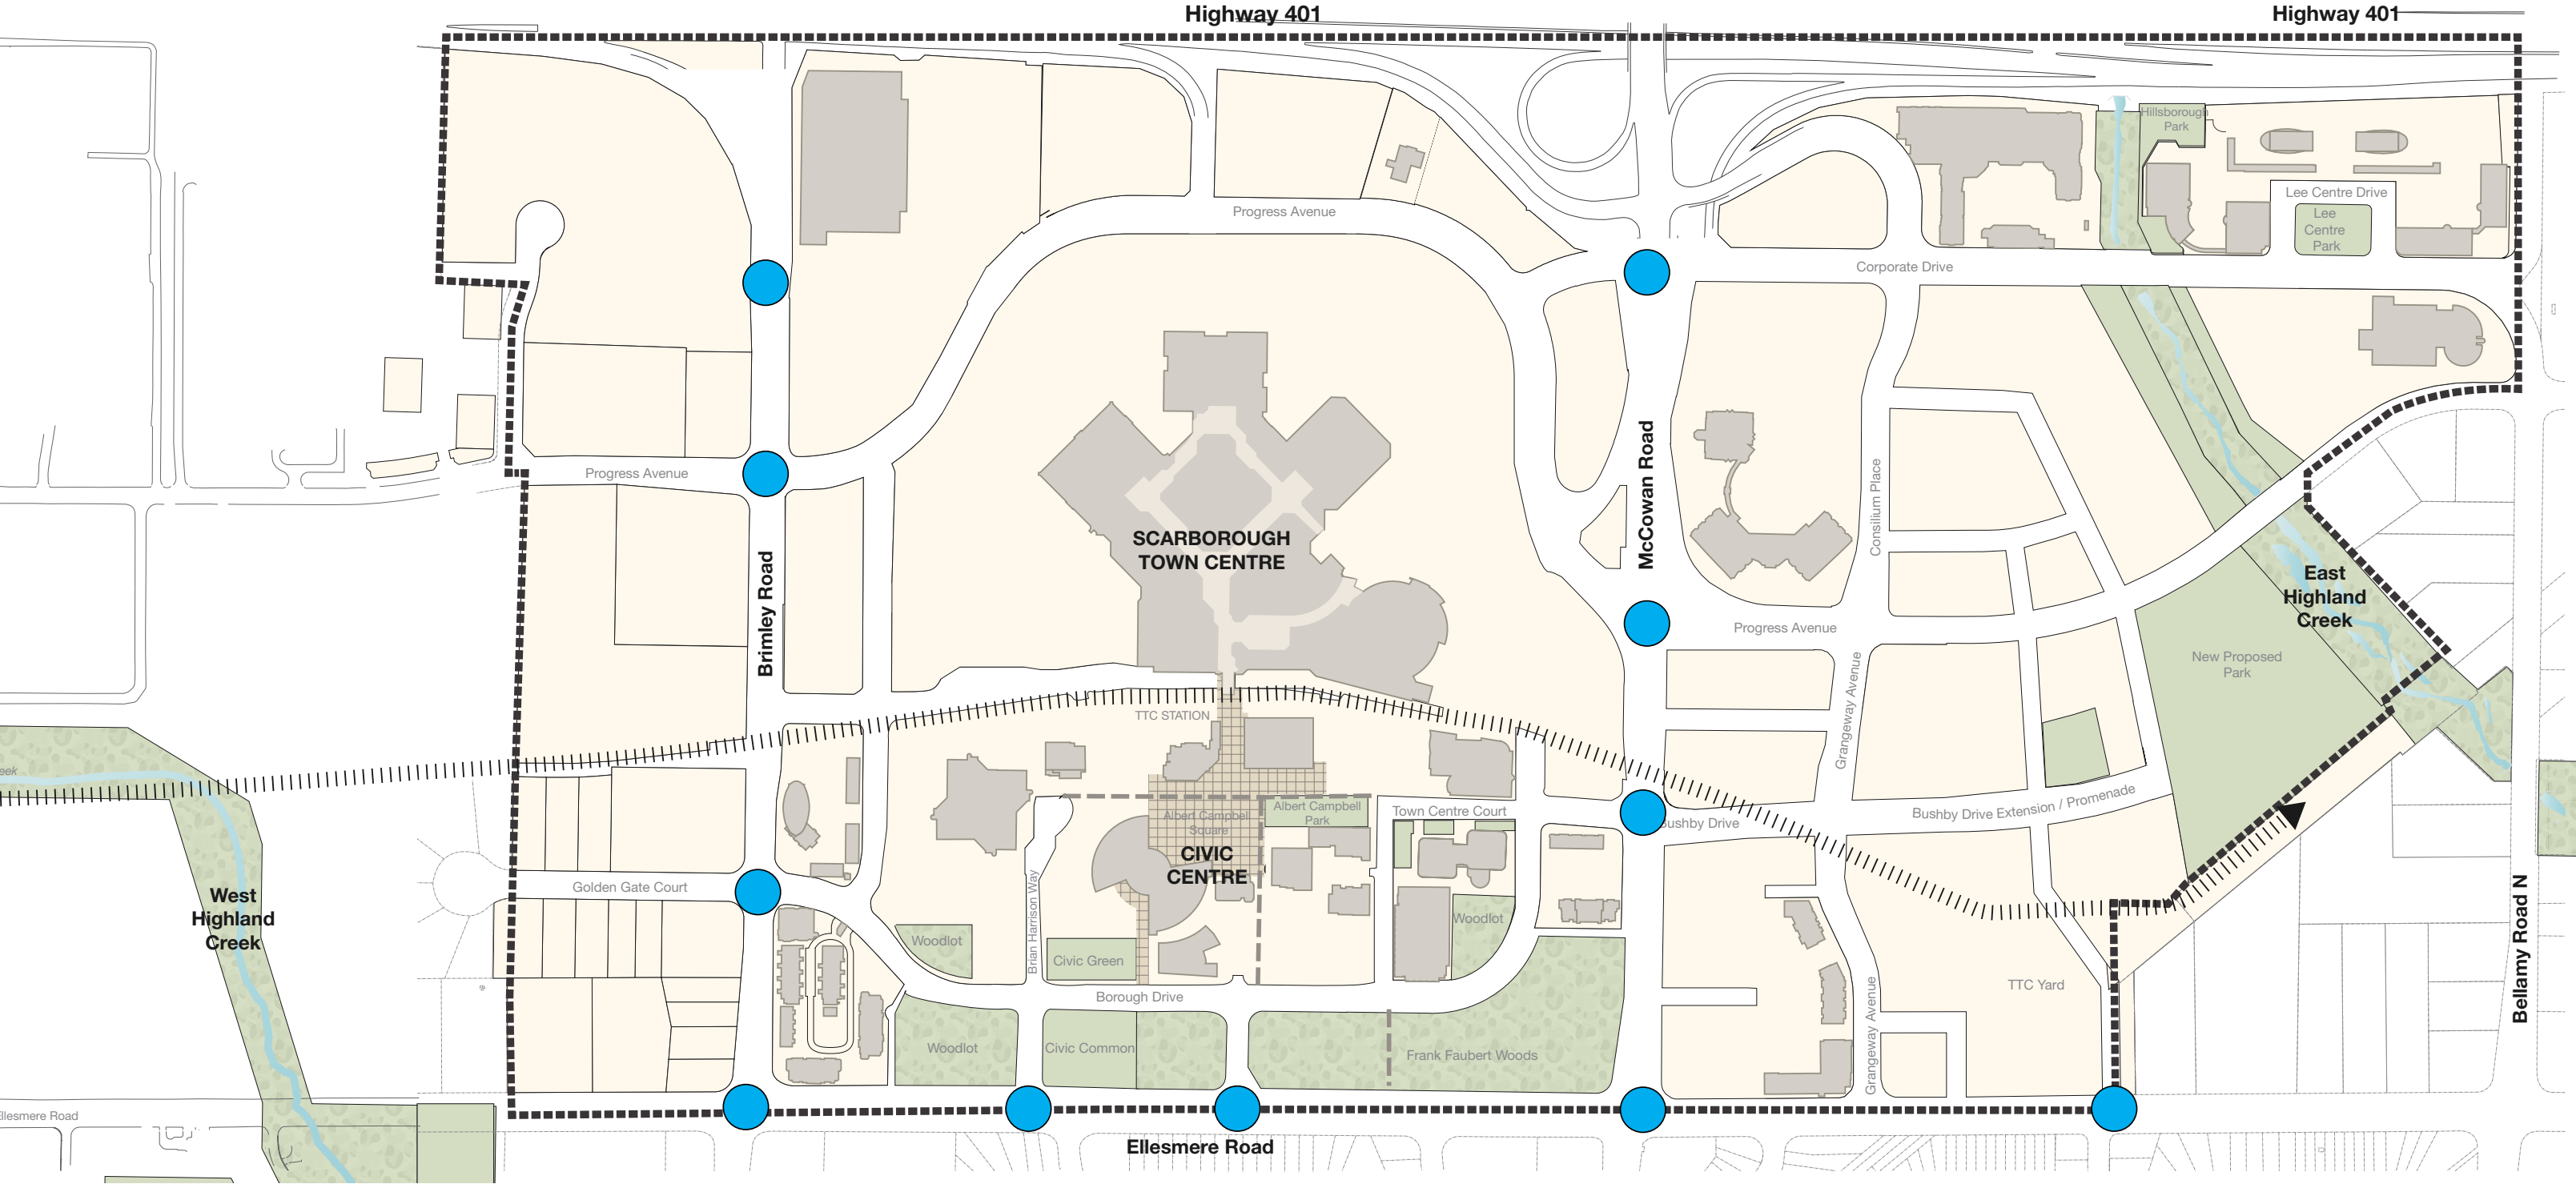 Highway 401
Highway 401
Hillsborough
Park
Lee Centre Drive
Lee
Centre
Park
Progress Avenue
Corporate Drive
Progress Avenue
SCARBOROUGH
TOWN CENTRE
McCowan Road
Consilium Place
Brimley Road
East
Highland
Creek
Progress Avenue
New Proposed
Park
Grangeway Avenue
TTC STATION
eek
Albert Campbell
Park
Town Centre Court
Albert Campbell
Square
Bushby Drive
Bushby Drive Extension / Promenade
CIVIC
CENTRE
Golden Gate Court
West
Highland
Creek
Brian Harrison Way
Woodlot
Woodlot
Civic Green
Bellamy Road N
TTC Yard
Borough Drive
Grangeway Avenue
Woodlot
Civic Common
Frank Faubert Woods
Ellesmere Road
Ellesmere Road